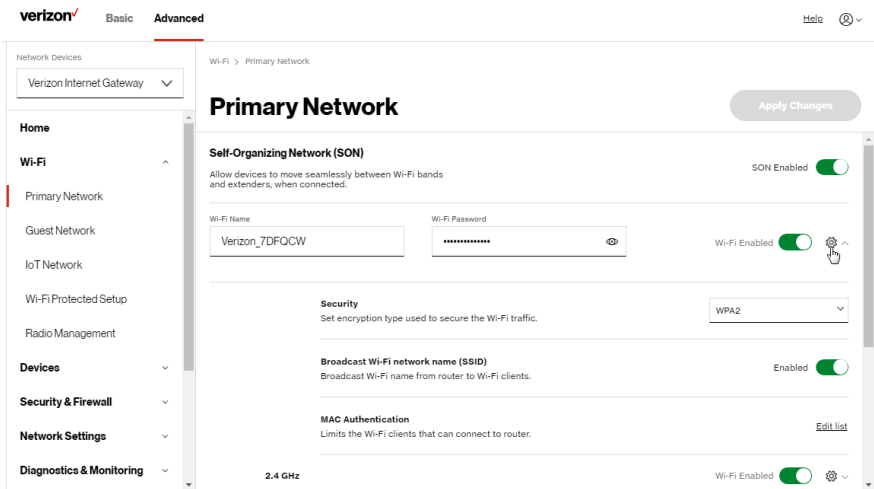 verizon
Basic
Advanced
Help
Network Devices
Verizon Internet Gateway
Home
Wi-Fi
Primary Network
Guest Network
IoT Network
Wi-Fi Protected Setup
Radio Management
Devices
Security & Firewall
Network Settings
Diagnostics & Monitoring
Wi-Fi > Primary Network
Primary Network
Apply Changes
Self-Organizing Network (SON)
Allow devices to move seamlessly between Wi-Fi bands
and extenders, when connected.
SON Enabled
Wi-Fi Name
Verizon_7DFQCW
Wi-Fi Password
••••••••••••••
Wi-Fi Enabled
Security
Set encryption type used to secure the Wi-Fi traffic.
WPA2
Broadcast Wi-Fi network name (SSID)
Broadcast Wi-Fi name from router to Wi-Fi clients.
Enabled
MAC Authentication
Limits the Wi-Fi clients that can connect to router.
Edit list
2.4 GHz
Wi-Fi Enabled